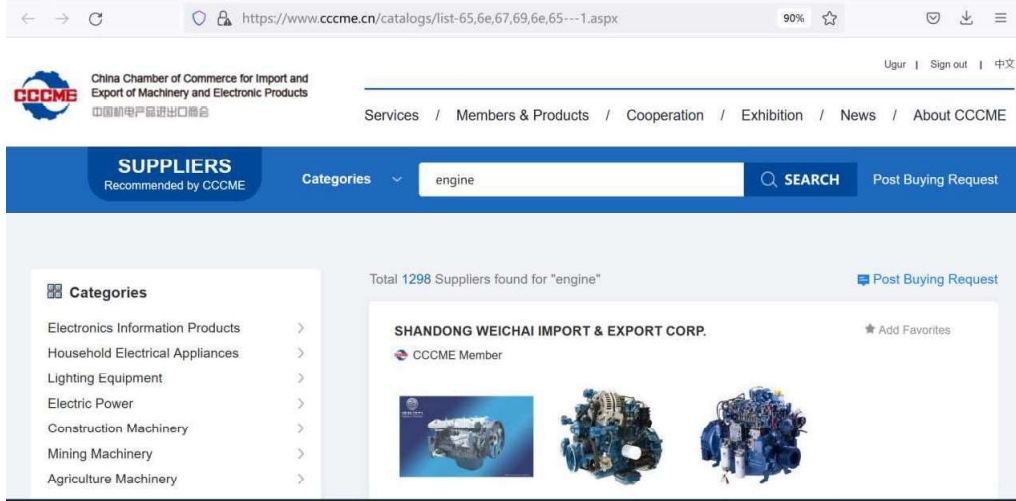 https://www.cccme.cn/catalogs/list-65,6e,67,69,6e,65---1.aspx
90%
Ugur | Sign out | 中文
CCCME
China Chamber of Commerce for Import and
Export of Machinery and Electronic Products
中国机电产品进出口商会
Services / Members & Products / Cooperation / Exhibition / News / About CCCME
SUPPLIERS
Recommended by CCCME
Categories
engine
SEARCH
Post Buying Request
Total 1298 Suppliers found for "engine"
Post Buying Request
Categories
Electronics Information Products
Household Electrical Appliances
Lighting Equipment
Electric Power
Construction Machinery
Mining Machinery
Agriculture Machinery
SHANDONG WEICHAI IMPORT & EXPORT CORP.
Add Favorites
CCCME Member